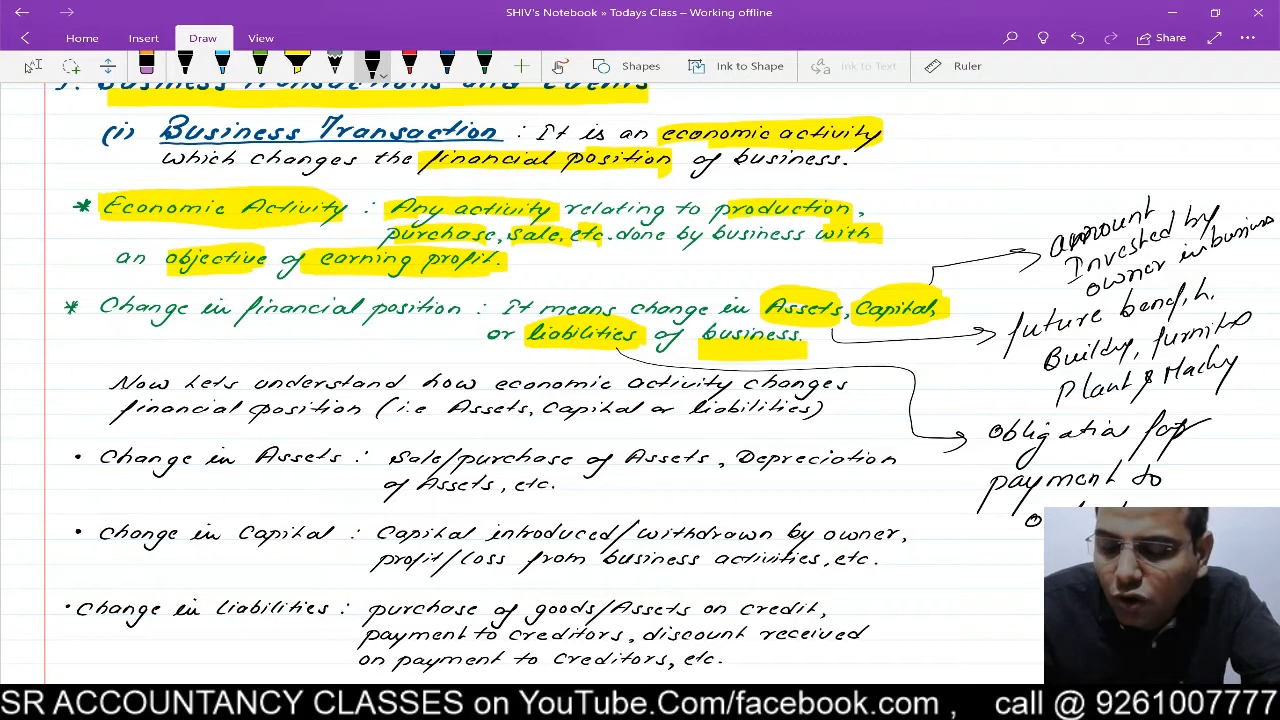 SHIV's Notebook » Todays Class – Working offline
Home Insert Draw View
Share
Shapes Ink to Shape Ink to Text Ruler
Business Transactions and Events
(i) Business Transaction : It is an economic activity
which changes the financial position of business.
* Economic Activity : Any activity relating to production,
purchase, sale, etc. done by business with
an objective of earning profit.
* Change in financial position : It means change in Assets, Capital,
or liabilities of business.
amount
Invested by
owner in business
future
Building, furniture
Plant & Machy
Now Lets understand how economic activity changes
financial position (i.e Assets, Capital or liabilities)
• Change in Assets : Sale/purchase of Assets, Depreciation
of Assets, etc.
• Change in Capital : Capital introduced/withdrawn by owner,
profit/Loss from business activities, etc.
• Change in Liabilities : purchase of goods/Assets on credit,
payment to creditors, discount received
on payment to creditors, etc.
Obligation for
payment to
SR ACCOUNTANCY CLASSES on YouTube.Com/facebook.com , call @ 9261007777